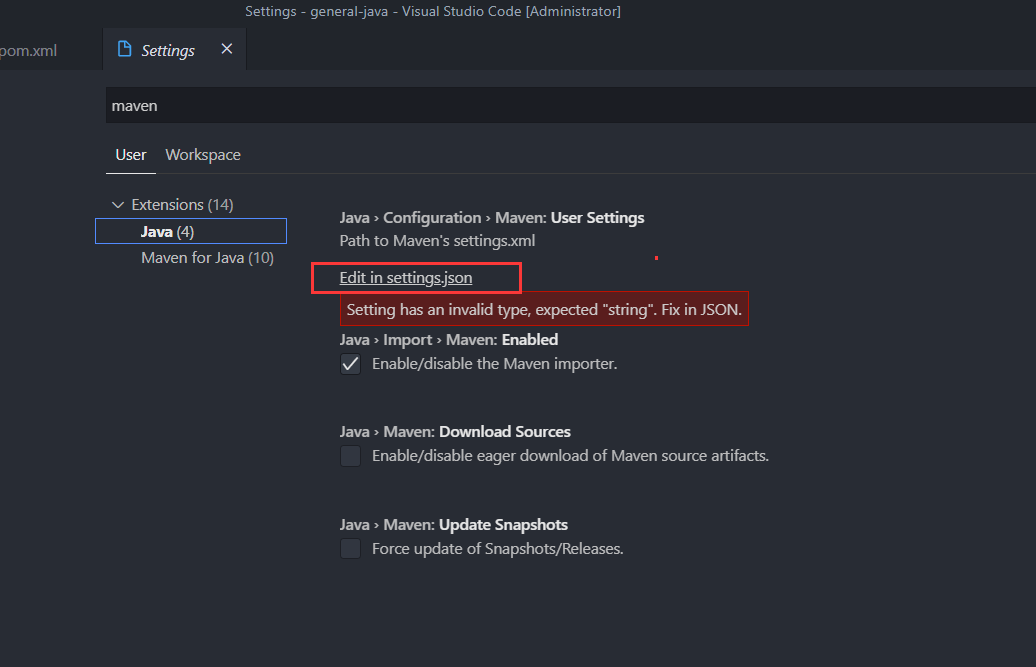 Settings - general-java - Visual Studio Code [Administrator]
pom.xml
Settings
maven
User Workspace
Extensions (14)
Java (4)
Maven for Java (10)
Java › Configuration › Maven: User Settings
Path to Maven's settings.xml
Edit in settings.json
Setting has an invalid type, expected "string". Fix in JSON.
Java › Import › Maven: Enabled
Enable/disable the Maven importer.
Java › Maven: Download Sources
Enable/disable eager download of Maven source artifacts.
Java › Maven: Update Snapshots
Force update of Snapshots/Releases.